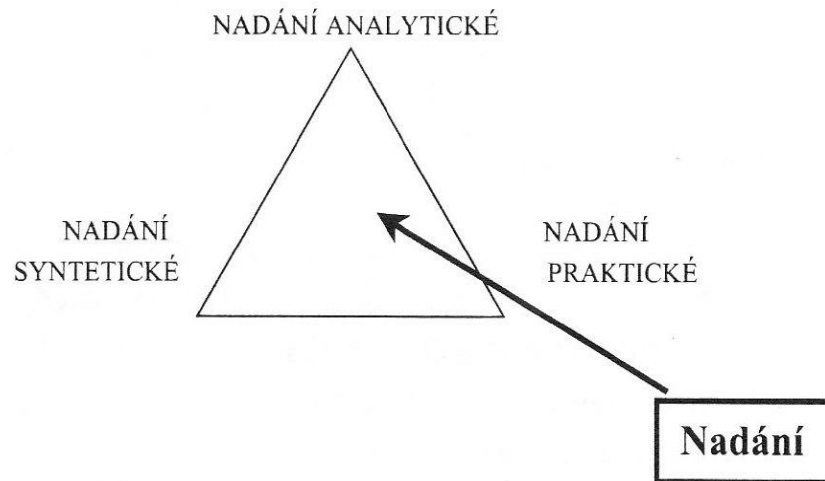 NADÁNÍ ANALYTICKÉ
NADÁNÍ
SYNTETICKÉ
NADÁNÍ
PRAKTICKÉ
Nadání